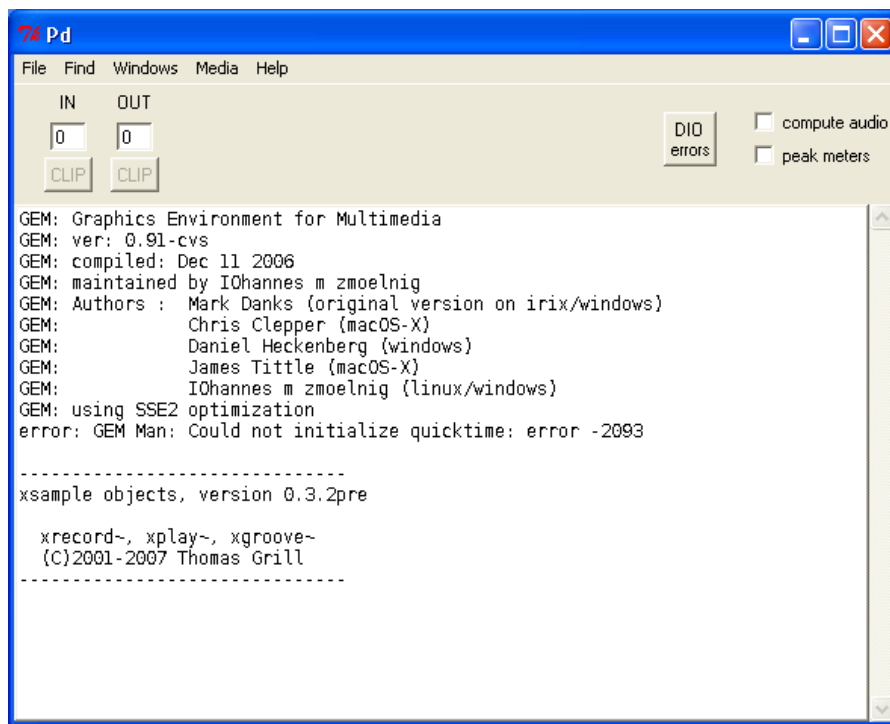 Pd
File Find Windows Media Help
IN OUT
0 0
CLIP CLIP
DIO
errors
compute audio
peak meters
GEM: Graphics Environment for Multimedia
GEM: ver: 0.91-cvs
GEM: compiled: Dec 11 2006
GEM: maintained by IOhannes m zmoelnig
GEM: Authors :  Mark Danks (original version on irix/windows)
GEM:            Chris Clepper (macOS-X)
GEM:            Daniel Heckenberg (windows)
GEM:            James Tittle (macOS-X)
GEM:            IOhannes m zmoelnig (linux/windows)
GEM: using SSE2 optimization
error: GEM Man: Could not initialize quicktime: error -2093
-------------------------------
xsample objects, version 0.3.2pre
xrecord~, xplay~, xgroove~
(C)2001-2007 Thomas Grill
-------------------------------